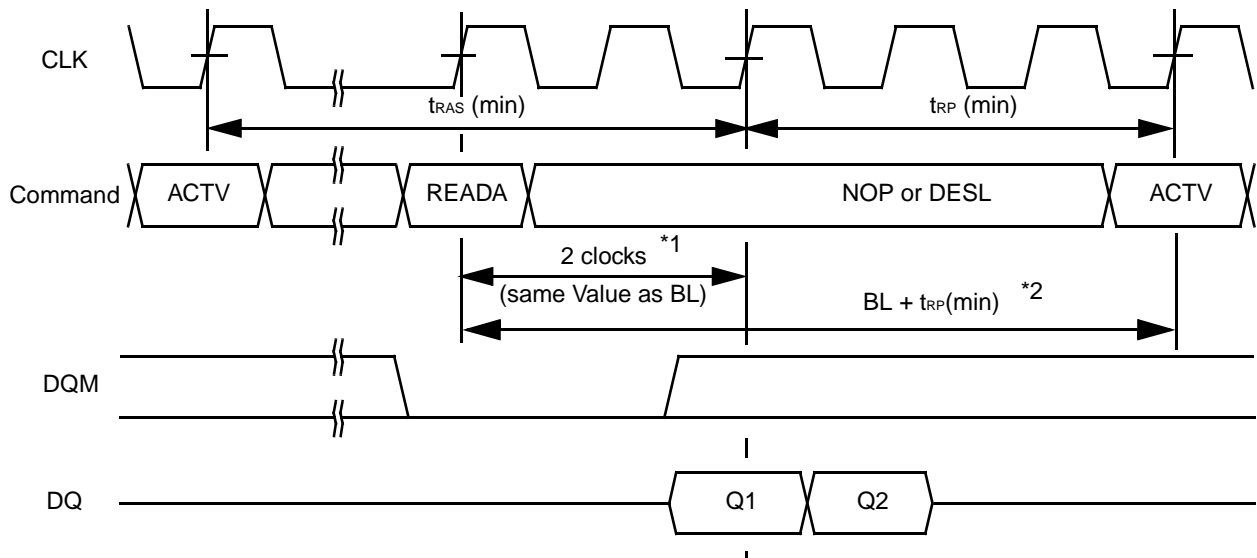 CLK
tRAS (min) tRP (min)
Command ACTV READA NOP or DESL ACTV
2 clocks *1
(same Value as BL)
BL + tRP(min) *2
DQM
DQ Q1 Q2